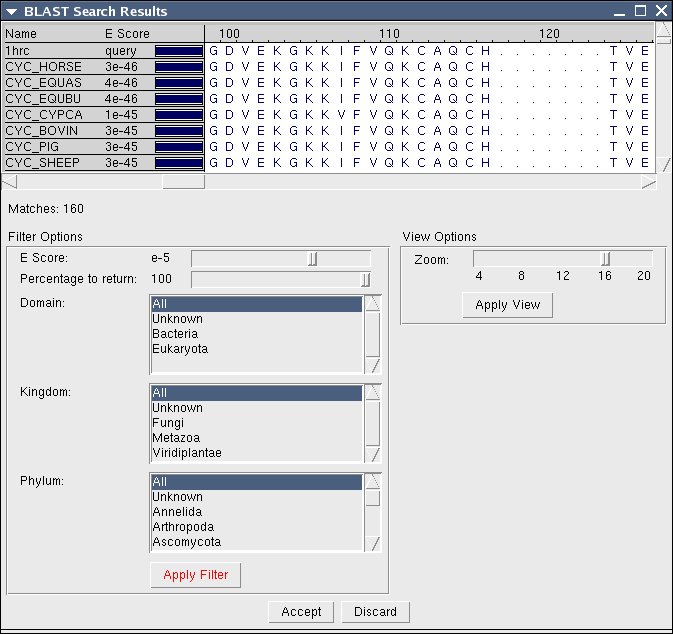 BLAST Search Results
Name E Score 100 110 120
1hrc query G D V E K G K K I F V Q K C A Q C H . . . . . . . T V E
CYC_HORSE 3e-46 G D V E K G K K I F V Q K C A Q C H . . . . . . . T V E
CYC_EQUAS 4e-46 G D V E K G K K I F V Q K C A Q C H . . . . . . . T V E
CYC_EQUBU 4e-46 G D V E K G K K I F V Q K C A Q C H . . . . . . . T V E
CYC_CYPCA 1e-45 G D V E K G K K V F V Q K C A Q C H . . . . . . . T V E
CYC_BOVIN 3e-45 G D V E K G K K I F V Q K C A Q C H . . . . . . . T V E
CYC_PIG 3e-45 G D V E K G K K I F V Q K C A Q C H . . . . . . . T V E
CYC_SHEEP 3e-45 G D V E K G K K I F V Q K C A Q C H . . . . . . . T V E
Matches: 160
Filter Options
E Score: e-5
Percentage to return: 100
Domain:
All
Unknown
Bacteria
Eukaryota
Kingdom:
All
Unknown
Fungi
Metazoa
Viridiplantae
Phylum:
All
Unknown
Annelida
Arthropoda
Ascomycota
Apply Filter
View Options
Zoom:
4 8 12 16 20
Apply View
Accept Discard